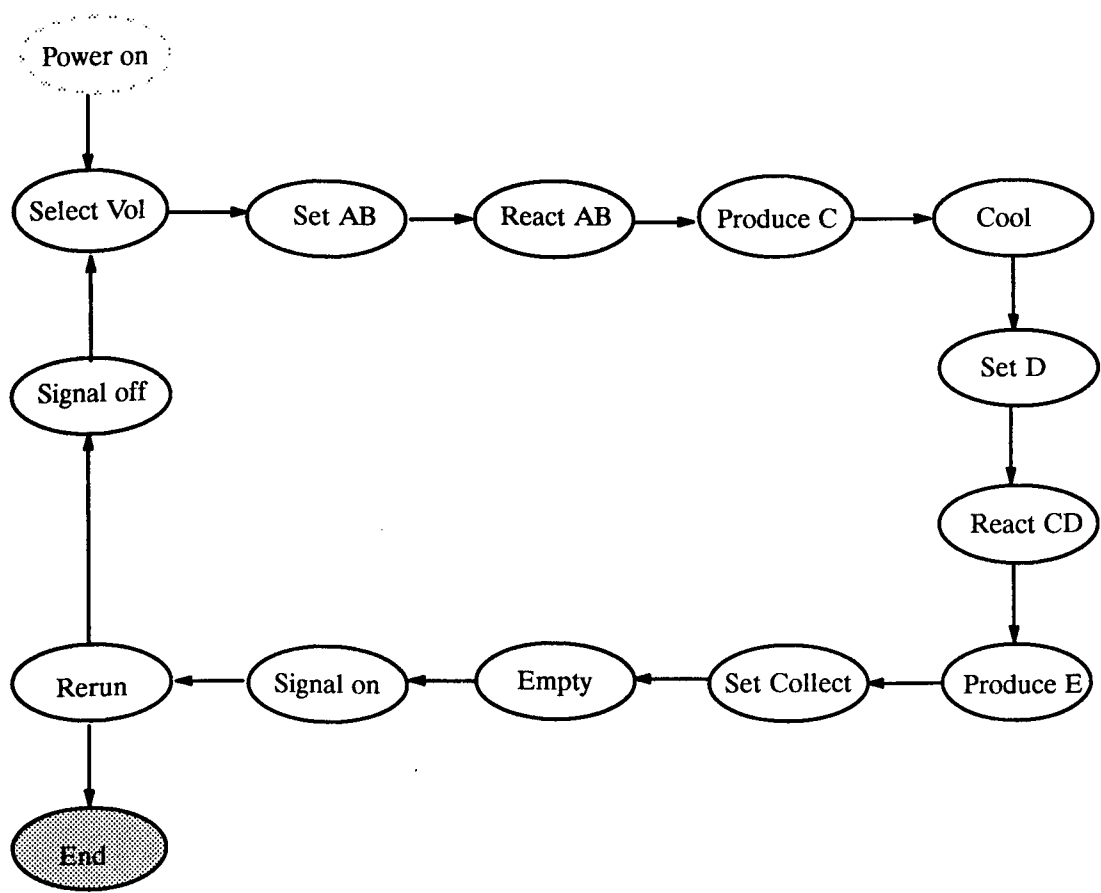 Power on
Select Vol
Set AB
React AB
Produce C
Cool
Signal off
Set D
React CD
Rerun
Signal on
Empty
Set Collect
Produce E
End